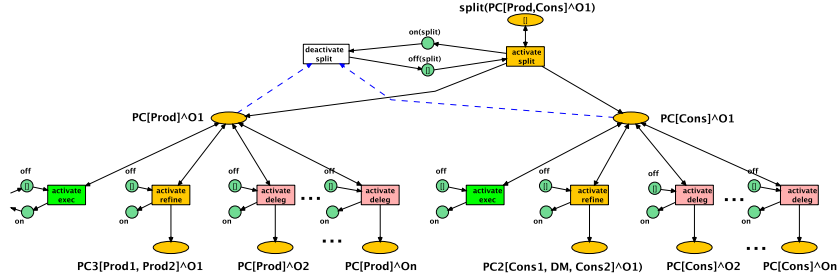 split(PC[Prod,Cons]^O1)
[]
on(split)
deactivate
split
activate
split
off(split)
[]
PC[Prod]^O1
PC[Cons]^O1
off
off
off
off
off
off
off
off
[]
activate
exec
[]
activate
refine
[]
activate
deleg
...
[]
activate
deleg
[]
activate
exec
[]
activate
refine
[]
activate
deleg
...
[]
activate
deleg
on
on
on
on
on
on
on
on
...
...
PC3[Prod1, Prod2]^O1
PC[Prod]^O2
PC[Prod]^On
PC2[Cons1, DM, Cons2]^O1)
PC[Cons]^O2
PC[Cons]^On